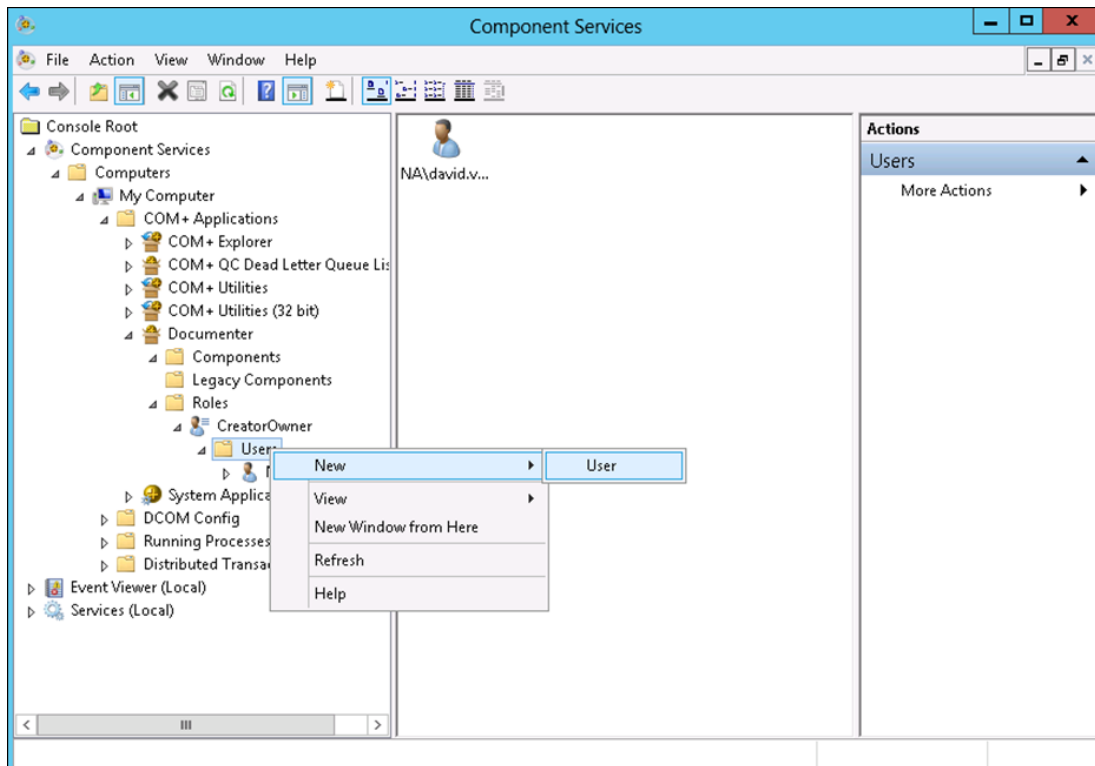 Component Services
File Action View Window Help
Console Root
Component Services
Computers
My Computer
COM+ Applications
COM+ Explorer
COM+ QC Dead Letter Queue Lis
COM+ Utilities
COM+ Utilities (32 bit)
Documenter
Components
Legacy Components
Roles
CreatorOwner
Users
System Applica
DCOM Config
Running Processes
Distributed Transa
Event Viewer (Local)
Services (Local)
New
View
New Window from Here
Refresh
Help
User
NA\david.v...
Actions
Users
More Actions